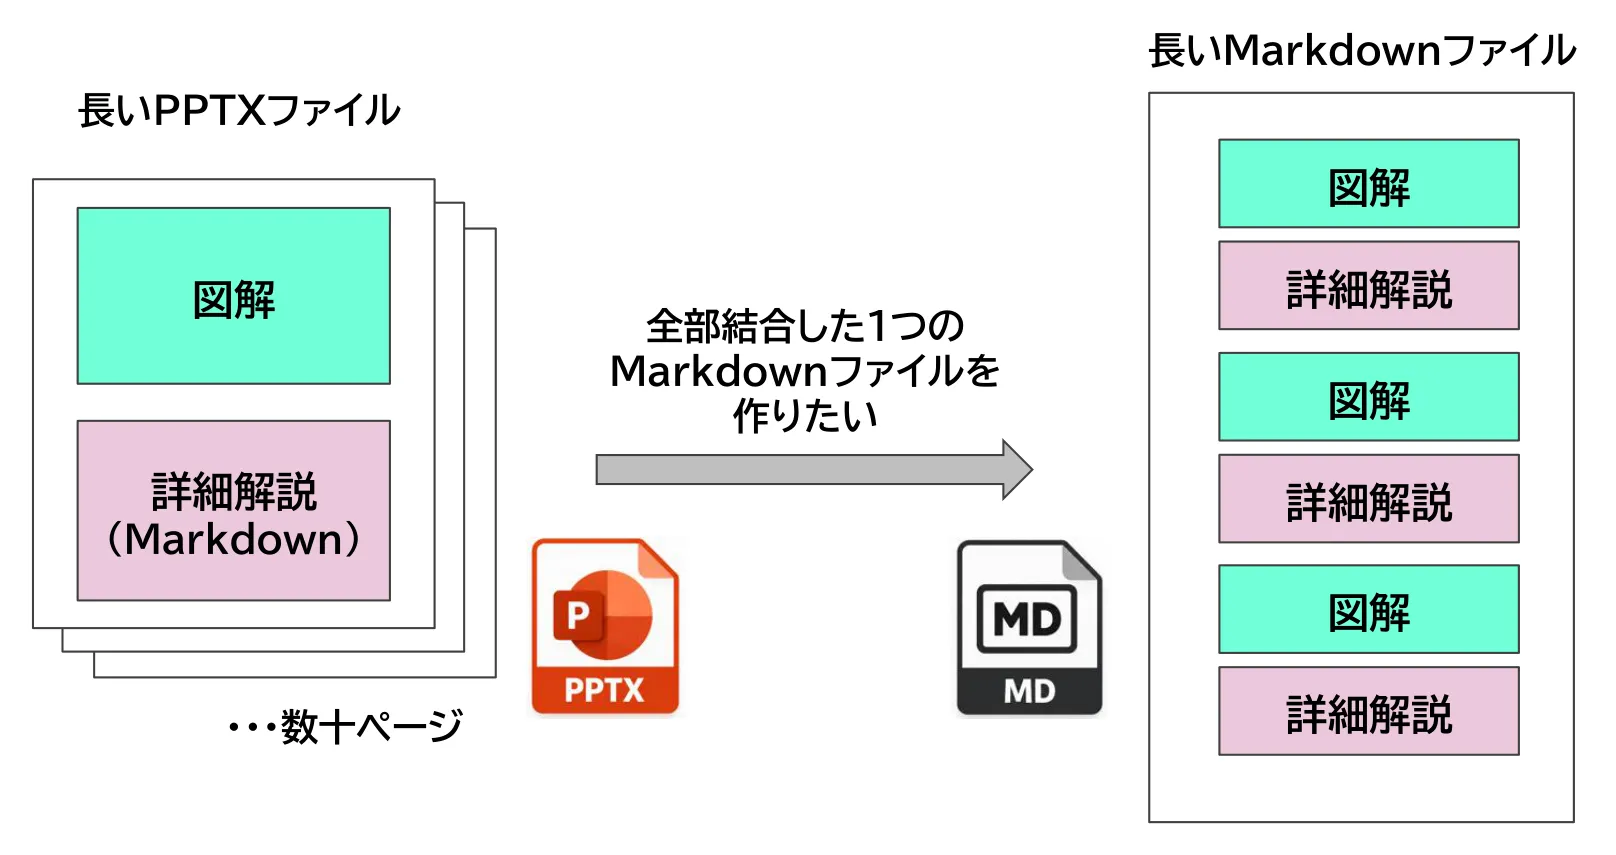 長いPPTXファイル
図解
詳細解説
（Markdown）
・・・数十ページ
全部結合した1つの
Markdownファイルを
作りたい
P
PPTX
MD
MD
長いMarkdownファイル
図解
詳細解説
図解
詳細解説
図解
詳細解説